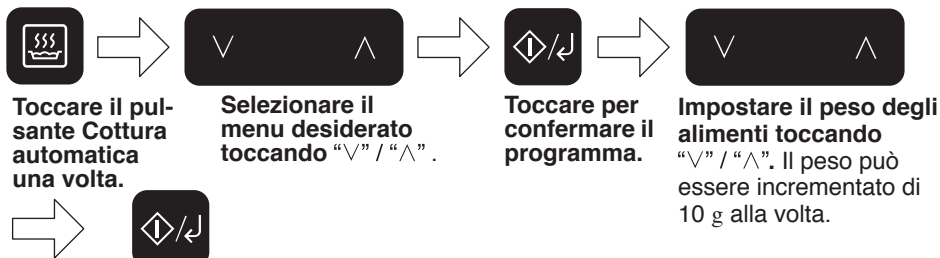 Toccare il pul-
sante Cottura
automatica
una volta.
Selezionare il
menu desiderato
toccando “∨” / “∧” .
Toccare per
confermare il
programma.
Impostare il peso degli
alimenti toccando
“∨” / “∧”. Il peso può
essere incrementato di
10 g alla volta.